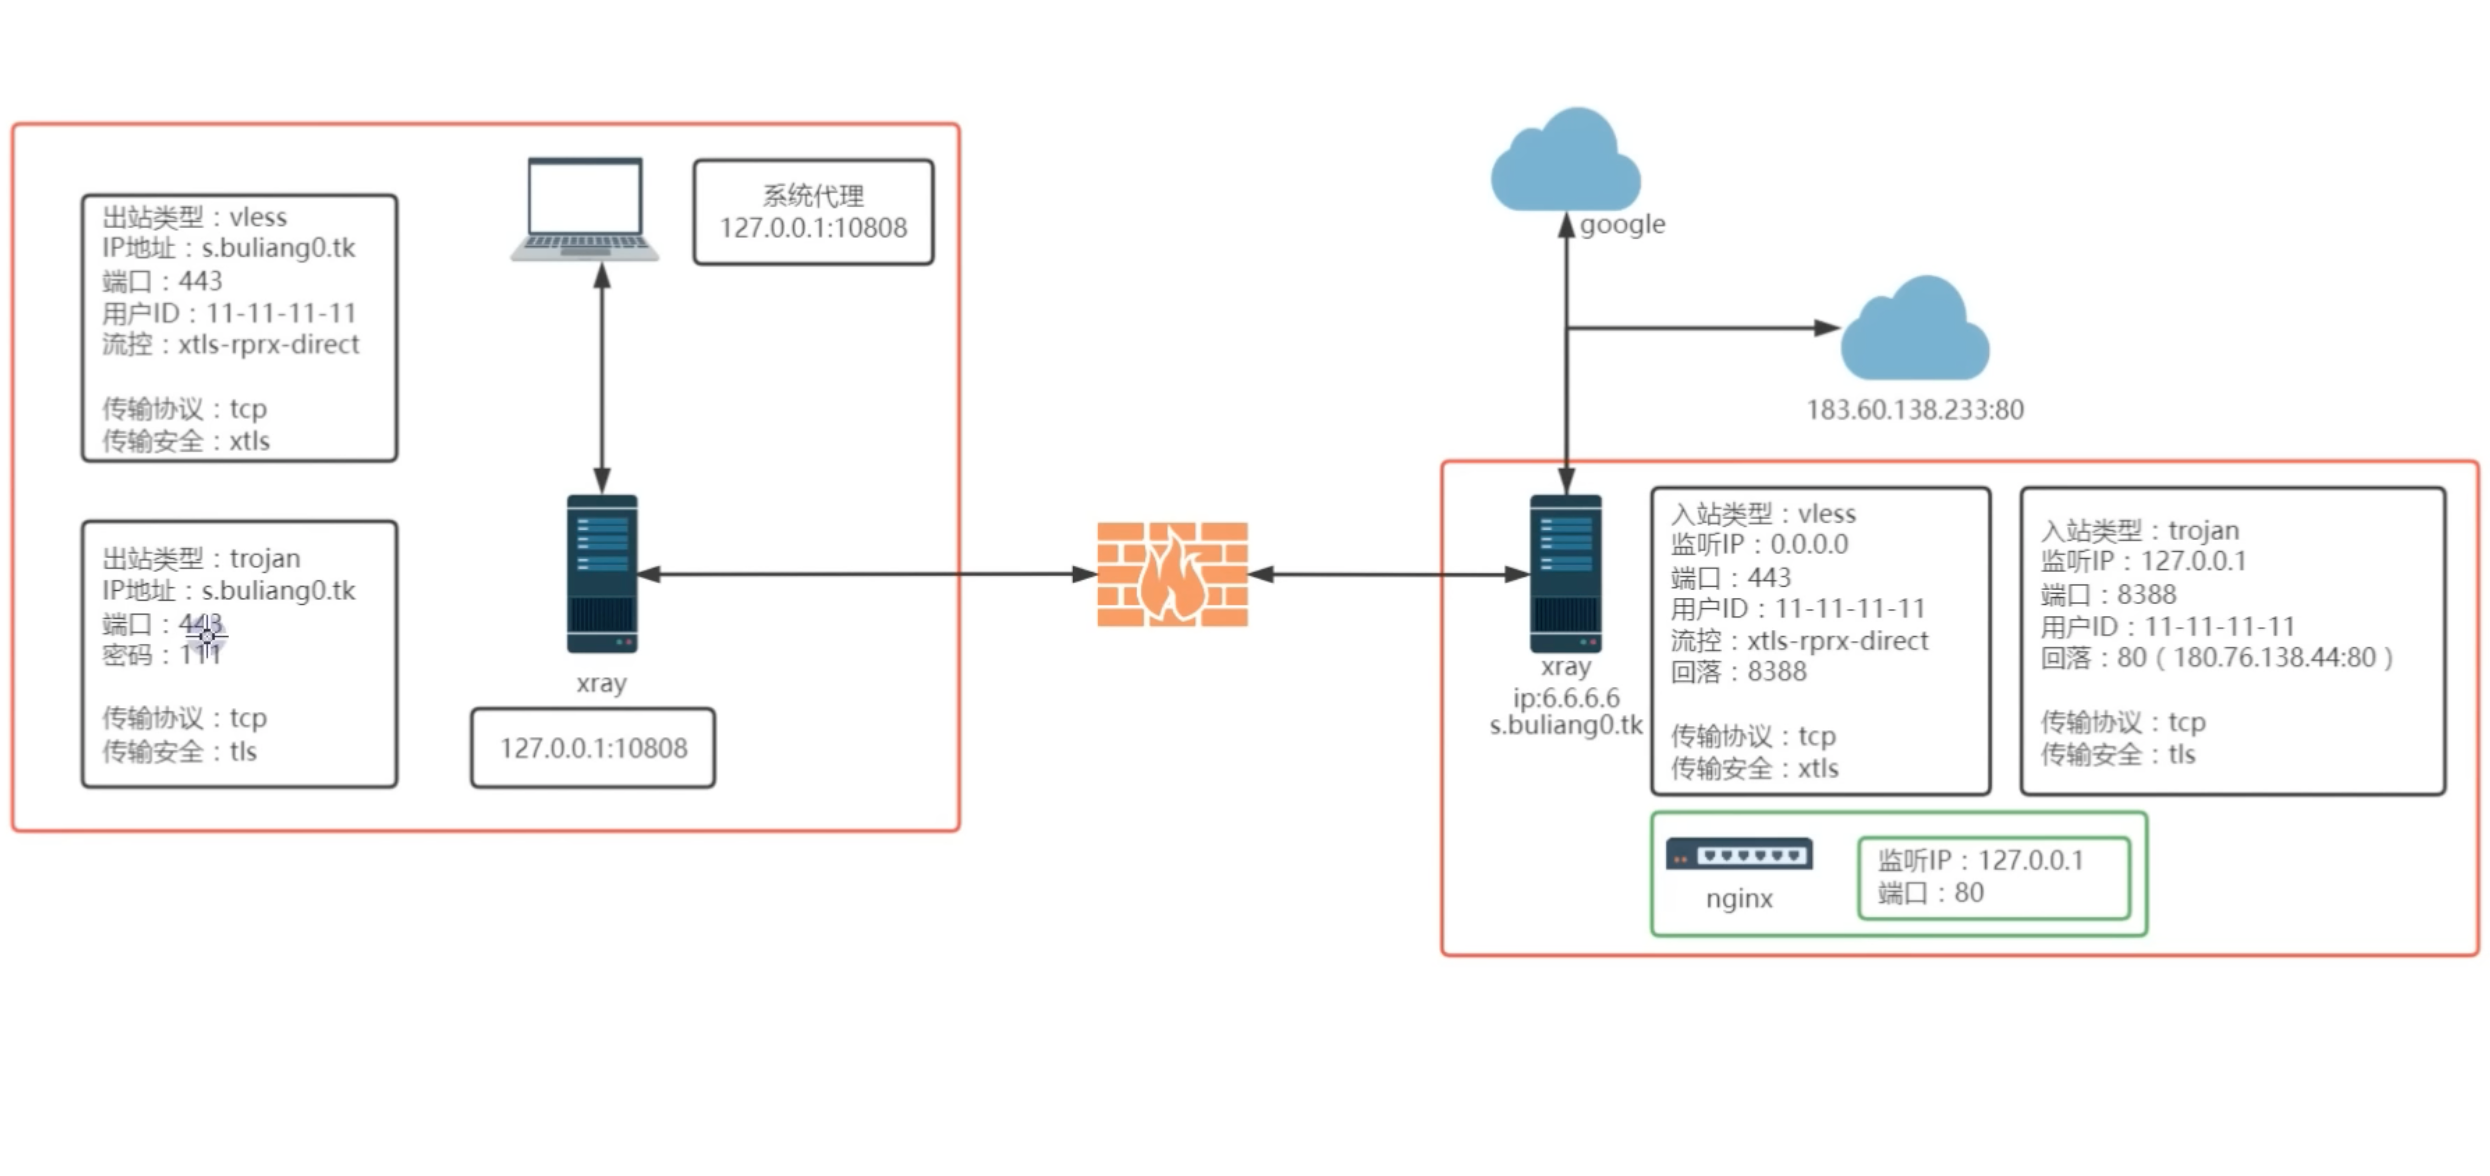 出站类型：vless
IP地址：s.buliang0.tk
端口：443
用户ID：11-11-11-11
流控：xtls-rprx-direct
传输协议：tcp
传输安全：xtls
系统代理
127.0.0.1:10808
出站类型：trojan
IP地址：s.buliang0.tk
端口：443
密码：111
传输协议：tcp
传输安全：tls
xray
127.0.0.1:10808
google
183.60.138.233:80
xray
ip:6.6.6.6
s.buliang0.tk
入站类型：vless
监听IP：0.0.0.0
端口：443
用户ID：11-11-11-11
流控：xtls-rprx-direct
回落：8388
传输协议：tcp
传输安全：xtls
入站类型：trojan
监听IP：127.0.0.1
端口：8388
用户ID：11-11-11-11
回落：80（180.76.138.44:80）
传输协议：tcp
传输安全：tls
nginx
监听IP：127.0.0.1
端口：80